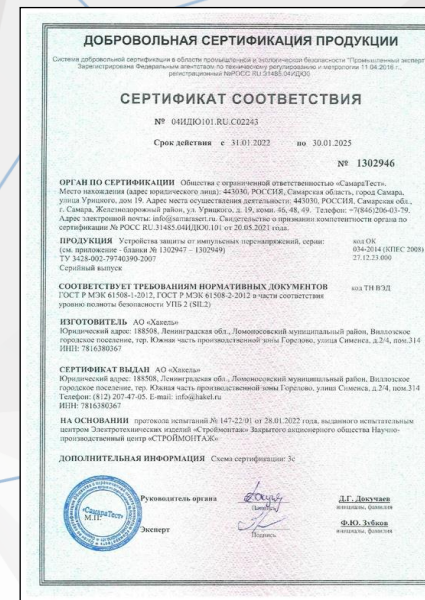 ДОБРОВОЛЬНАЯ СЕРТИФИКАЦИЯ ПРОДУКЦИИ
Система добровольной сертификации в области промышленной и экологической безопасности "Промышленный эксперт
Зарегистрирована Федеральным агентством по техническому регулированию и метрологии 11.04.2016 г.,
регистрационный №РОСС RU.31485.04ИДЮ0
СЕРТИФИКАТ СООТВЕТСТВИЯ
№ 04ИДЮ101.RU.С02243
Срок действия с 31.01.2022 по 30.01.2025
№ 1302946
ОРГАН ПО СЕРТИФИКАЦИИ Общества с ограниченной ответственностью «СамараТест».
Место нахождения (адрес юридического лица): 443030, РОССИЯ, Самарская область, город Самара,
улица Урицкого, дом 19. Адрес места осуществления деятельности: 443030, РОССИЯ, Самарская обл.,
г. Самара, Железнодорожный район, ул. Урицкого, д. 19, комн. 46, 48, 49. Телефон: +7(846)206-03-79.
Адрес электронной почты: info@samaratest.ru. Свидетельство о признании компетентности органа по
сертификации № РОСС RU.31485.04ИДЮ0.101 от 20.05.2021 года.
ПРОДУКЦИЯ Устройства защиты от импульсных перенапряжений, серии:
(см. приложение - бланки № 1302947 – 1302949)
ТУ 3428-002-79740390-2007
Серийный выпуск
код ОК
034-2014 (КПЕС 2008)
27.12.23.000
СООТВЕТСТВУЕТ ТРЕБОВАНИЯМ НОРМАТИВНЫХ ДОКУМЕНТОВ
ГОСТ Р МЭК 61508-1-2012, ГОСТ Р МЭК 61508-2-2012 в части соответствия
уровню полноты безопасности УПБ 2 (SIL2)
код ТН ВЭД
ИЗГОТОВИТЕЛЬ АО «Хакель»
Юридический адрес: 188508, Ленинградская обл., Ломоносовский муниципальный район, Виллозское
городское поселение, тер. Южная часть производственной зоны Горелово, улица Сименса, д.2/4, пом.314
ИНН: 7816380367
СЕРТИФИКАТ ВЫДАН АО «Хакель»
Юридический адрес: 188508, Ленинградская обл., Ломоносовский муниципальный район, Виллозское
городское поселение, тер. Южная часть производственной зоны Горелово, улица Сименса, д.2/4, пом.314
Телефон: (812) 207-47-05. E-mail: info@hakel.ru
ИНН: 7816380367
НА ОСНОВАНИИ протокола испытаний № 147-22/01 от 28.01.2022 года, выданного испытательным
центром Электротехнических изделий «Строймонтаж» Закрытого акционерного общества Научно-
производственный центр «СТРОЙМОНТАЖ»
ДОПОЛНИТЕЛЬНАЯ ИНФОРМАЦИЯ Схема сертификации: 3с
«СамараТест»
М.П.
Руководитель органа
Подпись
Д.Г. Докучаев
инициалы, фамилия
Эксперт
Подпись
Ф.Ю. Зубков
инициалы, фамилия